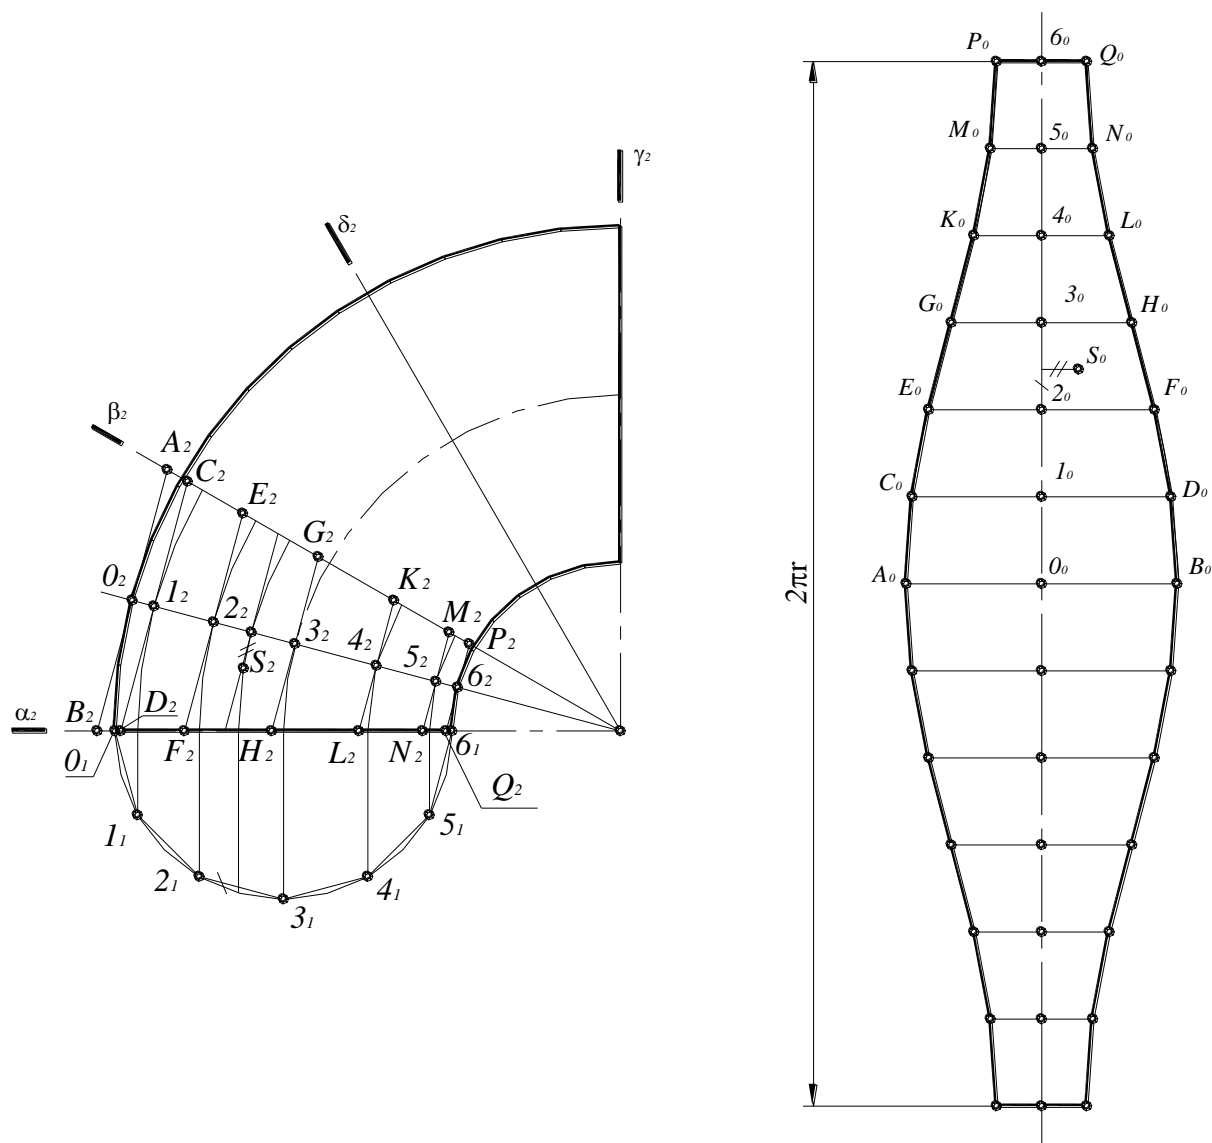 P₀ 6₀ Q₀
M₀ 5₀ N₀
γ₂
δ₂
K₀ 4₀ L₀
G₀ 3₀ H₀
S₀
E₀ 2₀ F₀
β₂
A₂
C₂
E₂
C₀ 1₀ D₀
G₂
0₂ 1₂
A₀ 0₀ B₀
2πr
K₂
2₂
3₂
M₂
P₂
4₂
5₂
S₂
6₂
α₂
B₂
D₂
F₂ H₂ L₂ N₂ 6₁
0₁
Q₂
1₁ 5₁
2₁ 4₁
3₁